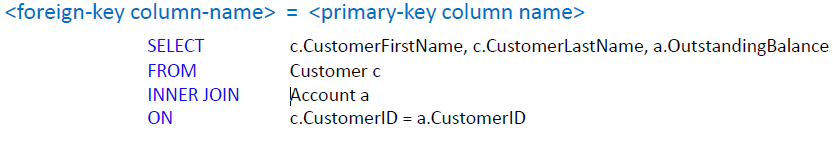 <foreign-key column-name> = <primary-key column name>
SELECT c.CustomerFirstName, c.CustomerLastName, a.OutstandingBalance
FROM Customer c
INNER JOIN Account a
ON c.CustomerID = a.CustomerID